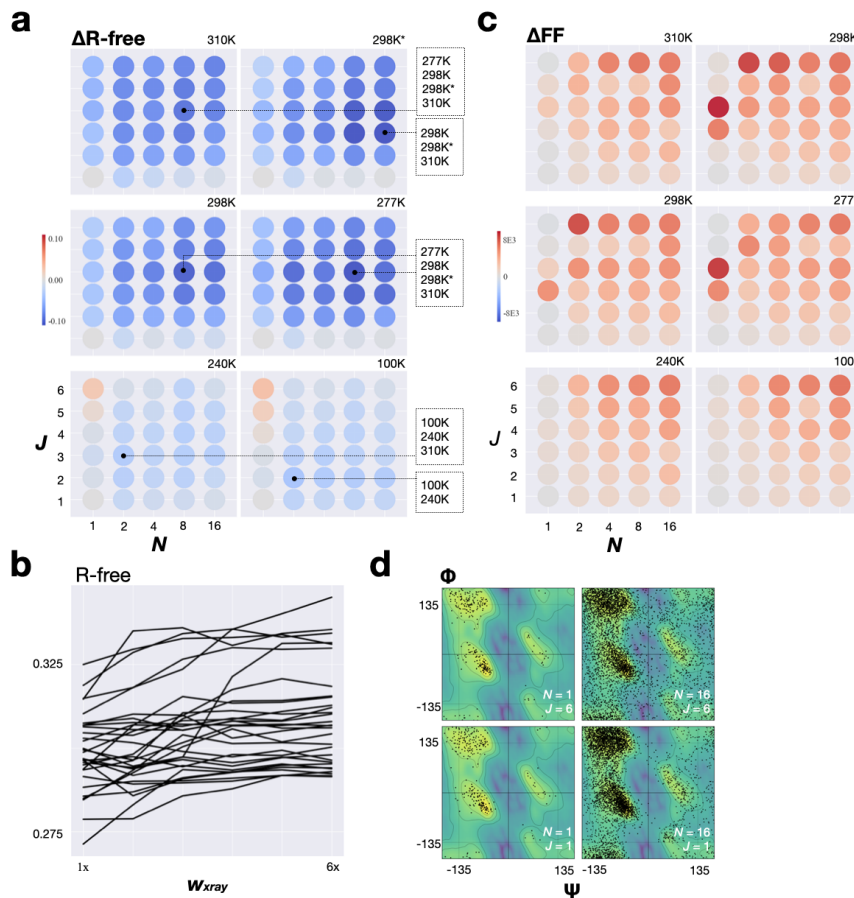 a
ΔR-free
310K
298K*
277K
298K
298K*
310K
298K
298K*
310K
298K
277K
0.10
0.00
-0.10
277K
298K
298K*
310K
240K
100K
6
5
4
3
2
1
J
100K
240K
310K
100K
240K
1
2
4
8
16
N
b
R-free
0.325
0.275
1x
6x
wxray
c
ΔFF
310K
298K
298K
277
8E3
0
-8E3
240K
100
6
5
4
3
2
1
J
1
2
4
8
16
N
d
Φ
135
-135
N = 1
J = 6
N = 16
J = 6
135
-135
N = 1
J = 1
N = 16
J = 1
-135
135
-135
135
Ψ